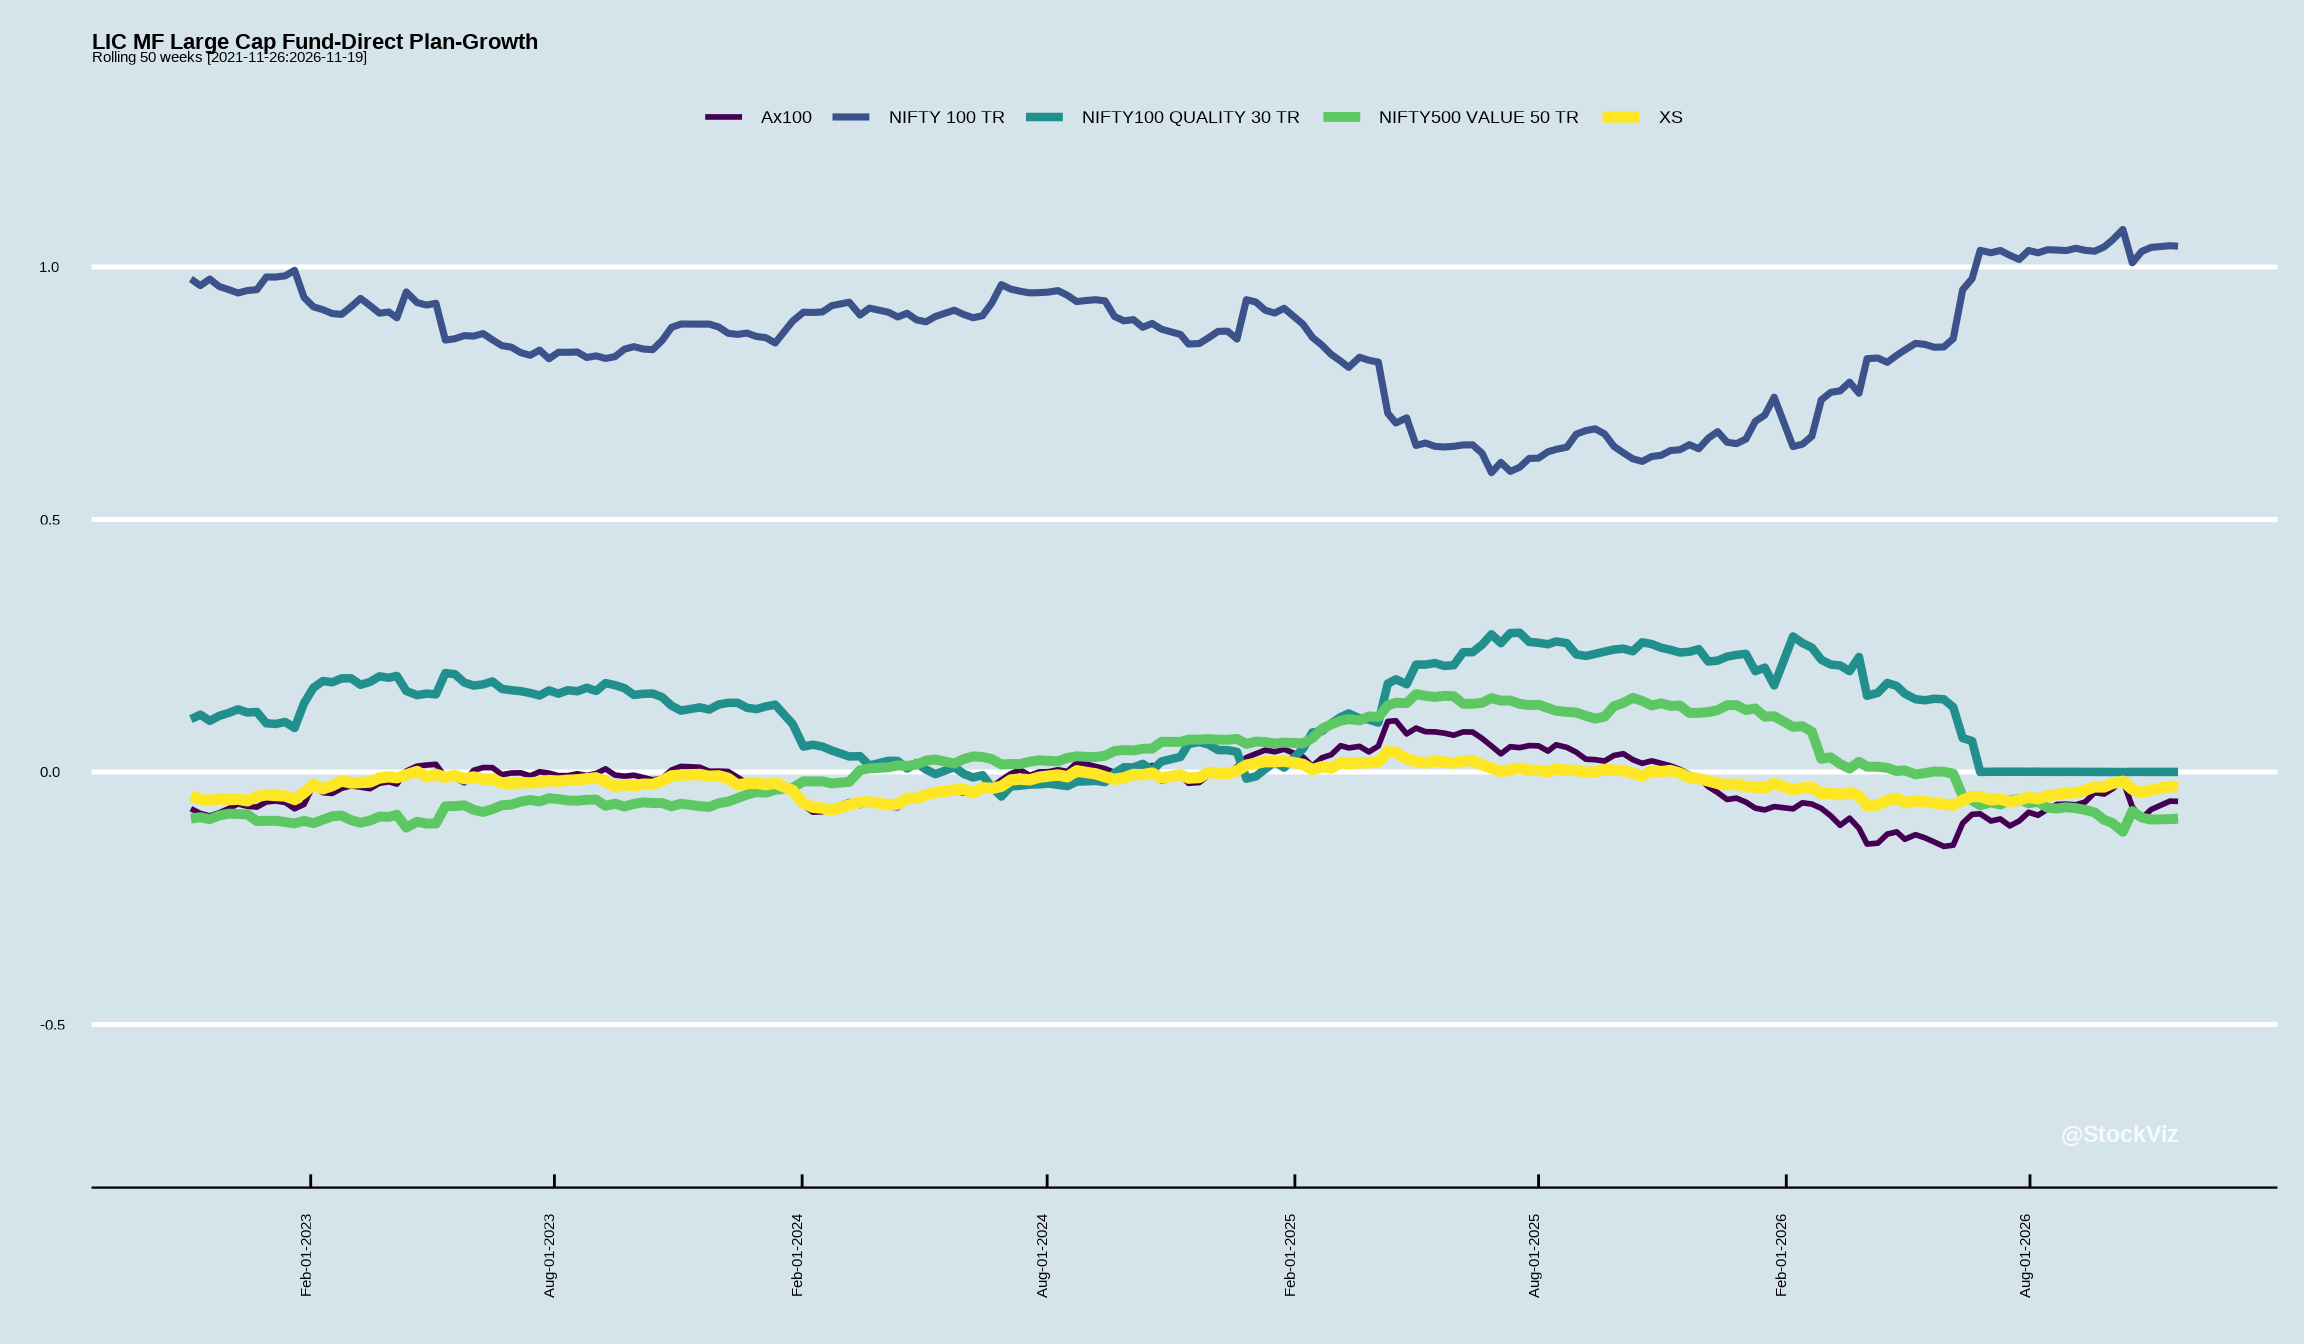 LIC MF Large Cap Fund-Direct Plan-Growth
Rolling 50 weeks [2021-11-26:2026-11-19]
Ax100 NIFTY 100 TR NIFTY100 QUALITY 30 TR NIFTY500 VALUE 50 TR XS
1.0
0.5
0.0
-0.5
@StockViz
Feb-01-2023
Aug-01-2023
Feb-01-2024
Aug-01-2024
Feb-01-2025
Aug-01-2025
Feb-01-2026
Aug-01-2026